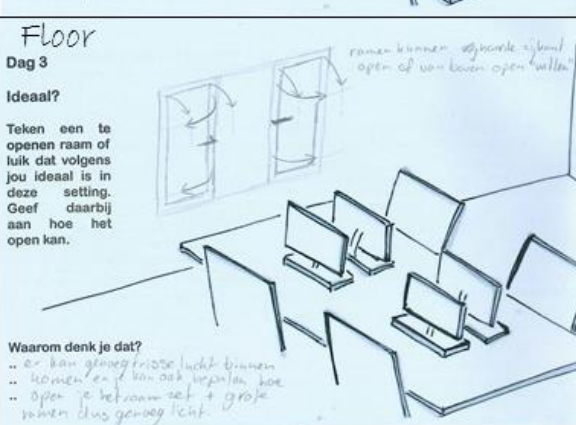 Floor
Dag 3
ramen kunnen zijkant
open of van boven open "vallen"
Ideaal?
Teken een te
openen raam of
luik dat volgens
jou ideaal is in
deze setting.
Geef daarbij
aan hoe het
open kan.
Waarom denk je dat?
.. er kan genoeg frisse lucht binnen
.. komen en je kan ook bepalen hoe
.. open je het raam zet + grote
ramen dus genoeg licht.